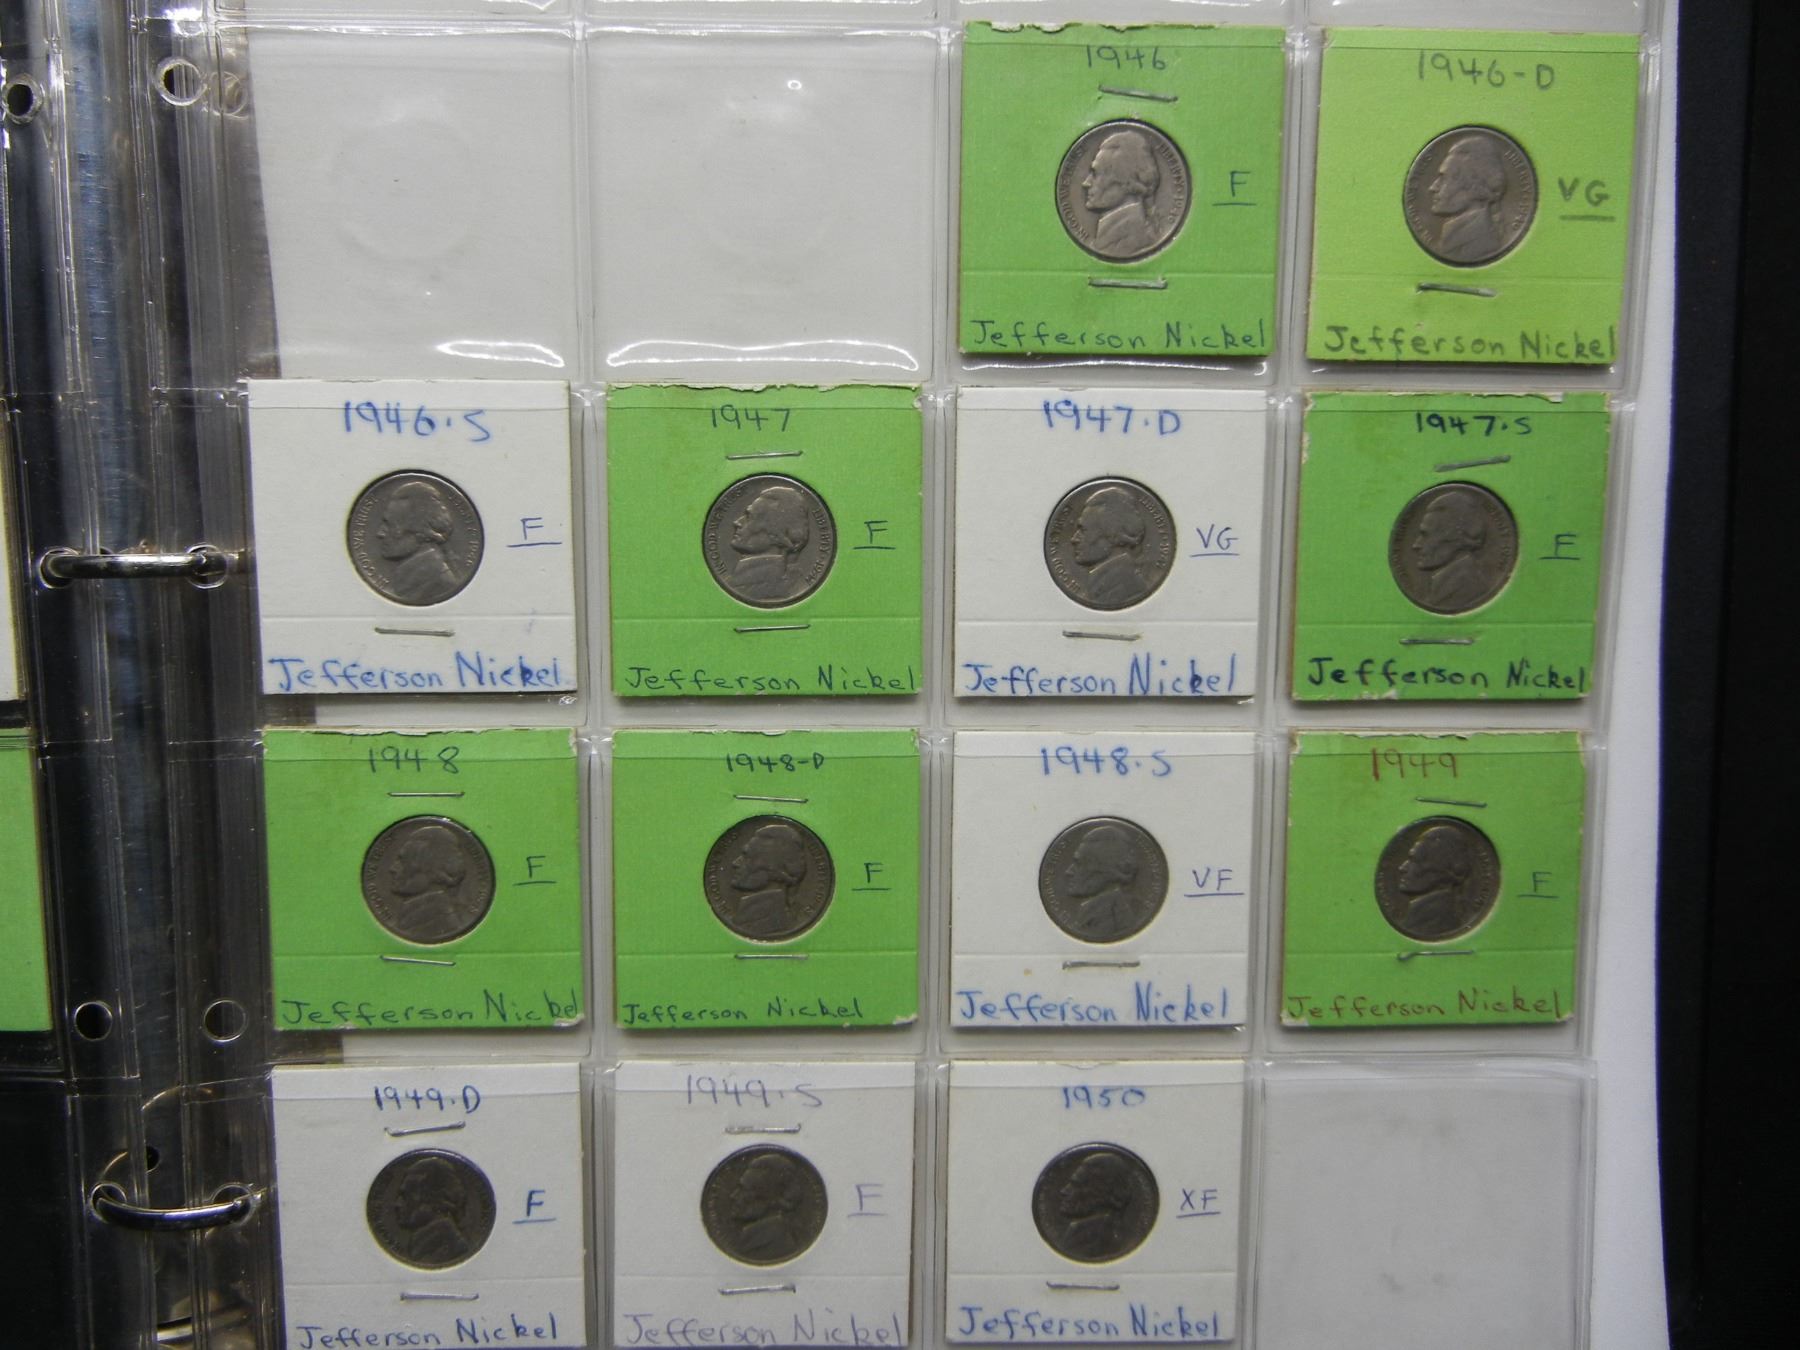 1946
F
Jefferson Nickel
1946-D
VG
Jefferson Nickel
1946.S
F
Jefferson Nickel
1947
F
Jefferson Nickel
1947.D
VG
Jefferson Nickel
1947.S
F
Jefferson Nickel
1948
F
Jefferson Nickel
1948-D
F
Jefferson Nickel
1948.S
VF
Jefferson Nickel
1949
F
Jefferson Nickel
1949.D
F
Jefferson Nickel
1949.S
F
Jefferson Nickel
1950
XF
Jefferson Nickel